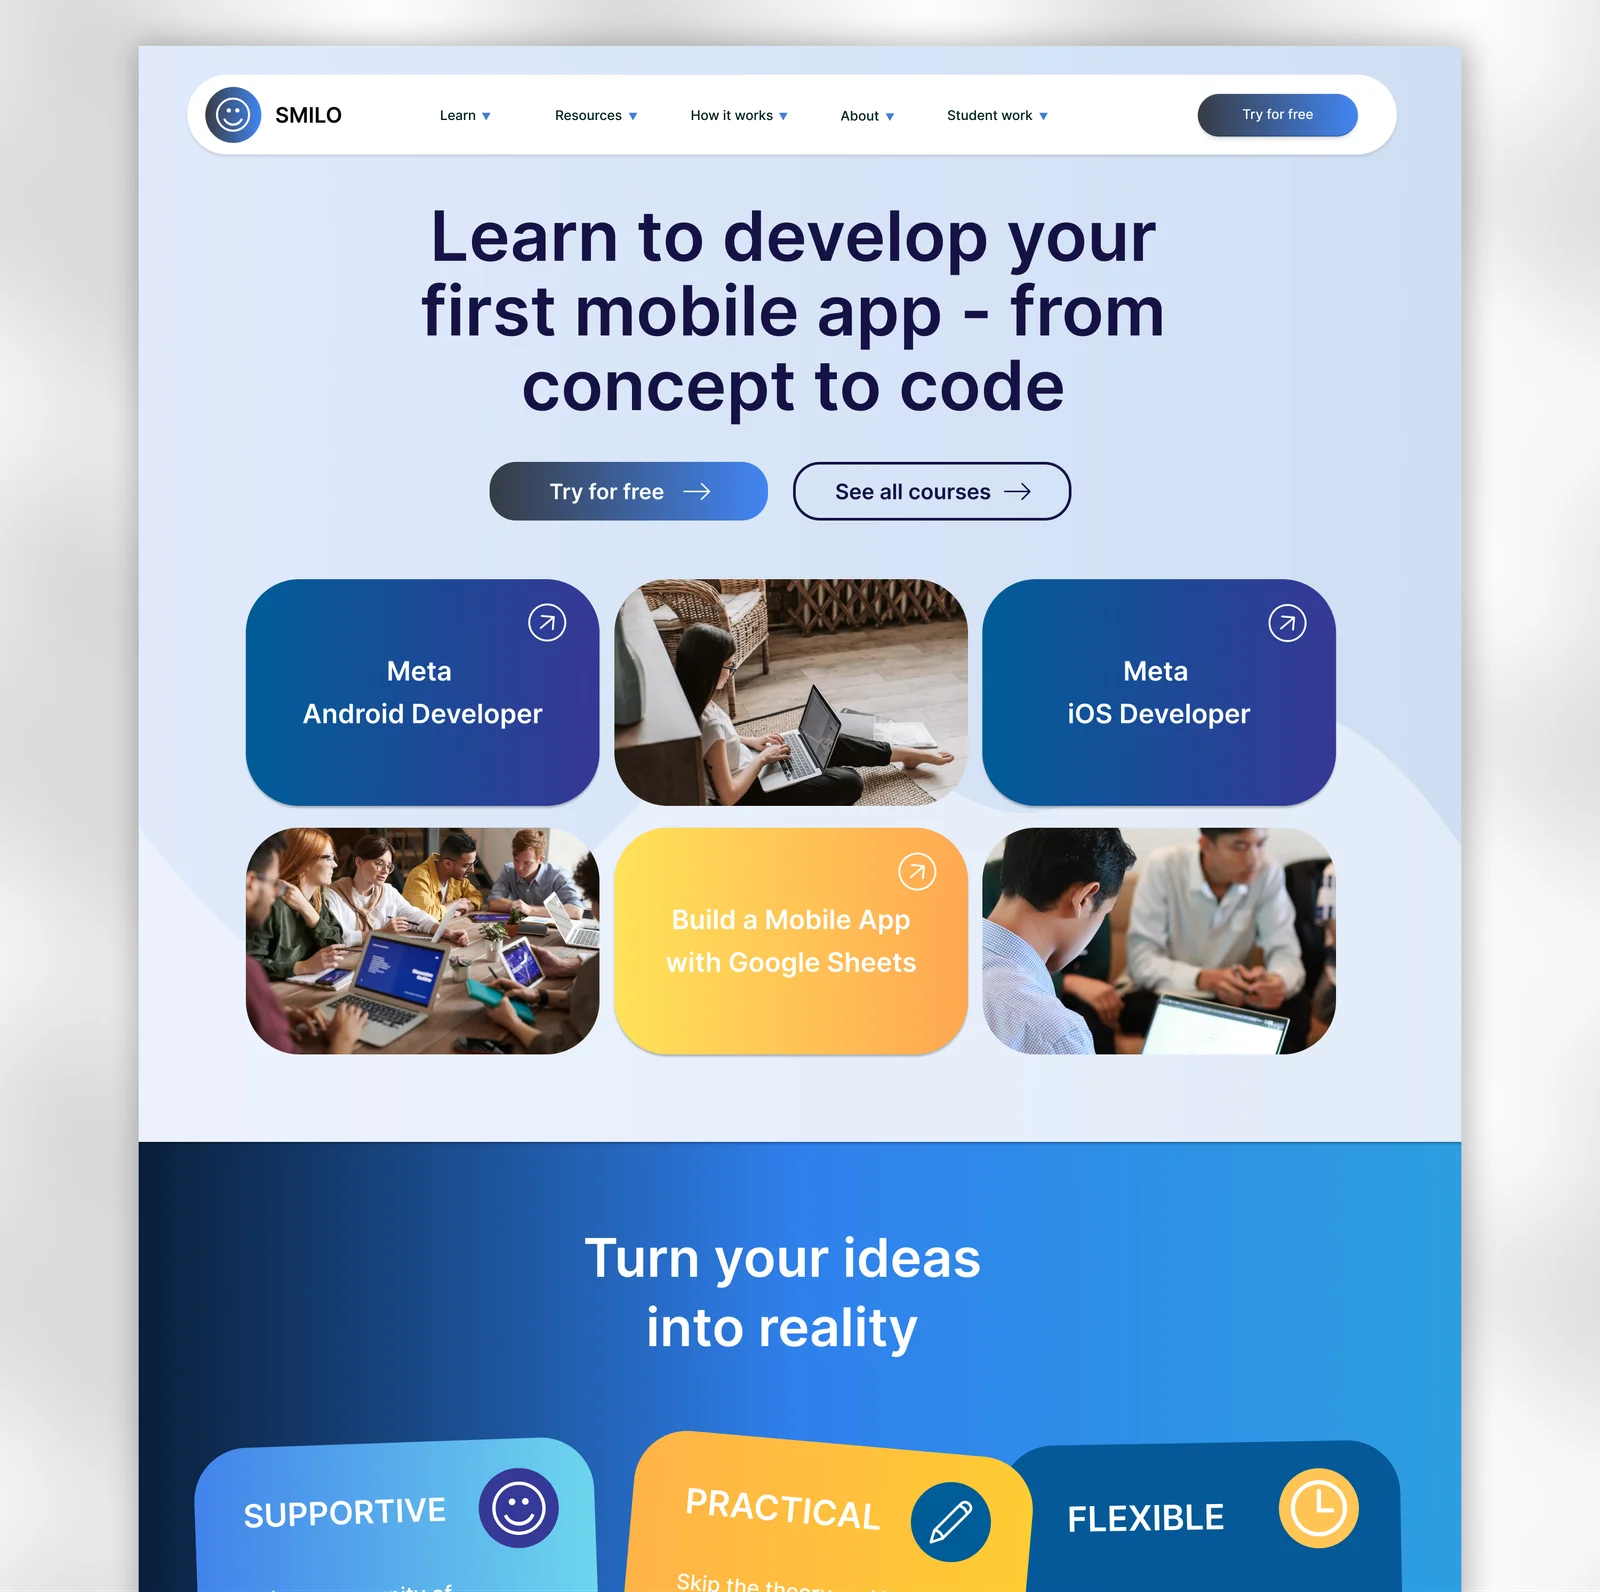 SMILO
Learn
Resources
How it works
About
Student work
Try for free
Learn to develop your
first mobile app - from
concept to code
Try for free
See all courses
Meta
Android Developer
Meta
iOS Developer
Build a Mobile App
with Google Sheets
Turn your ideas
into reality
SUPPORTIVE
PRACTICAL
FLEXIBLE
of
Skip the theory